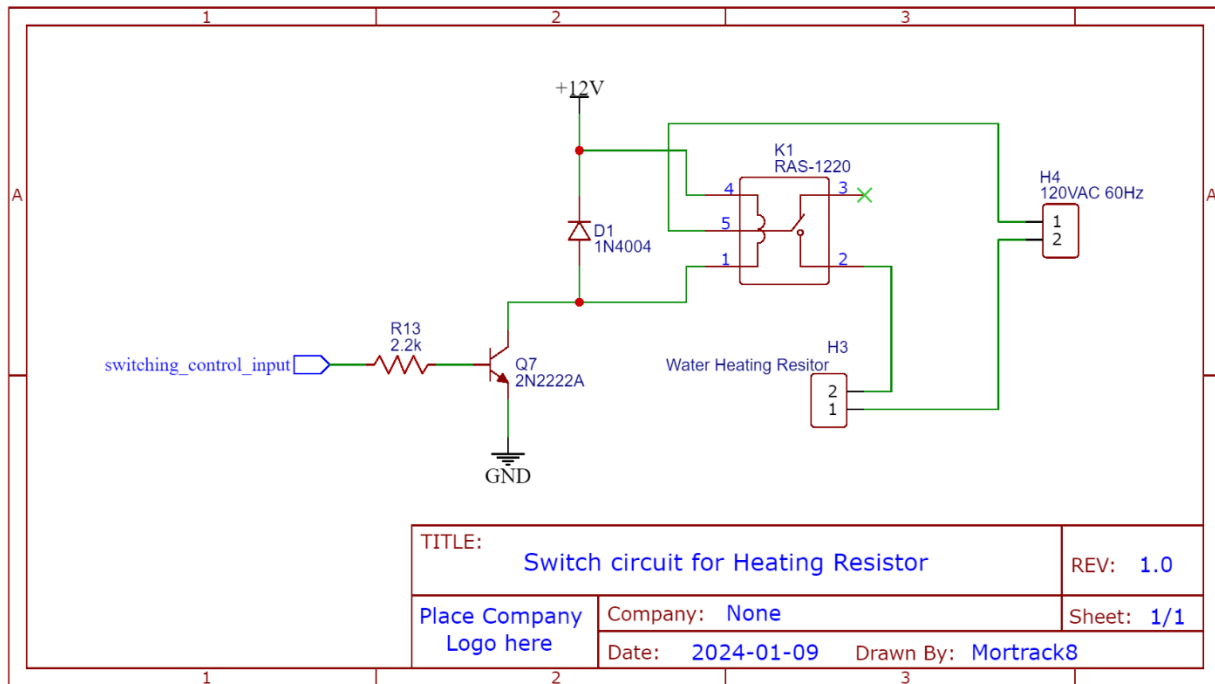 1 2 3
+12V
K1
RAS-1220
4 3
H4
120VAC 60Hz
A A
5
1
2
D1
1N4004
1 2
R13
2.2k
H3
switching_control_input
Q7
2N2222A
Water Heating Resitor
2
1
GND
TITLE:
Switch circuit for Heating Resistor
REV: 1.0
Place Company
Logo here
Company: None
Sheet: 1/1
Date: 2024-01-09 Drawn By: Mortrack8
1 2 3